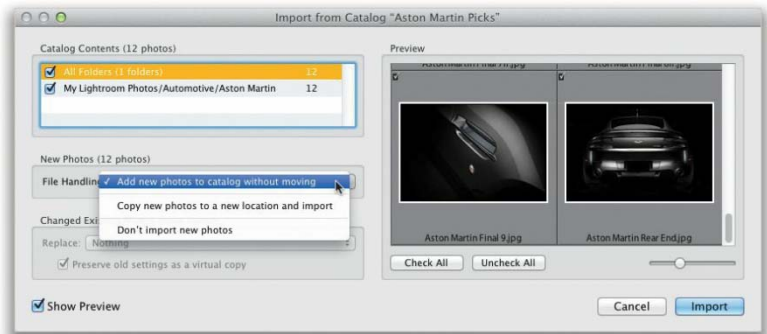 Import from Catalog "Aston Martin Picks"
Catalog Contents (12 photos)
All Folders (1 folders) 12
My Lightroom Photos/Automotive/Aston Martin 12
New Photos (12 photos)
File Handlin
✓ Add new photos to catalog without moving
Copy new photos to a new location and import
Don't import new photos
Changed Exi
Replace: Nothing
Preserve old settings as a virtual copy
Show Preview
Preview
Aston Martin Final 9.jpg
Aston Martin Rear End.jpg
Check All
Uncheck All
Cancel
Import